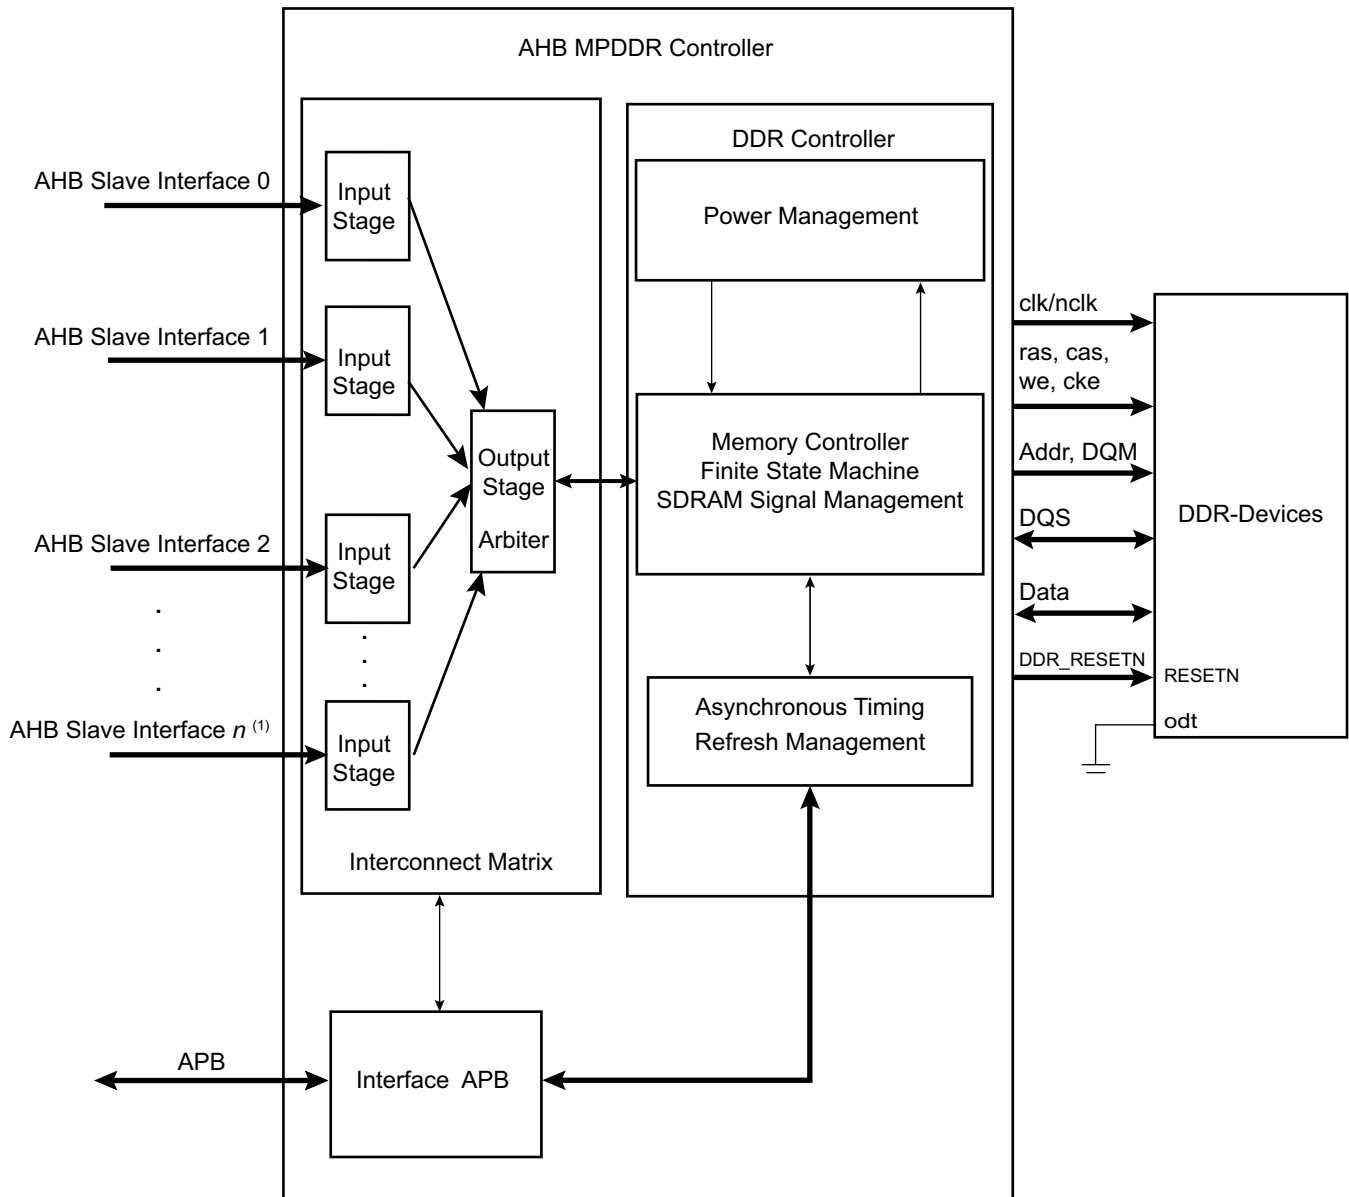 AHB MPDDR Controller
DDR Controller
AHB Slave Interface 0
Input
Stage
Power Management
AHB Slave Interface 1
Input
Stage
clk/nclk
ras, cas,
we, cke
Output
Stage
Arbiter
Memory Controller
Finite State Machine
SDRAM Signal Management
Addr, DQM
DQS
DDR-Devices
AHB Slave Interface 2
Input
Stage
Data
. . .
. . .
DDR_RESETN
RESETN
odt
AHB Slave Interface n (1)
Input
Stage
Asynchronous Timing
Refresh Management
Interconnect Matrix
APB
Interface APB